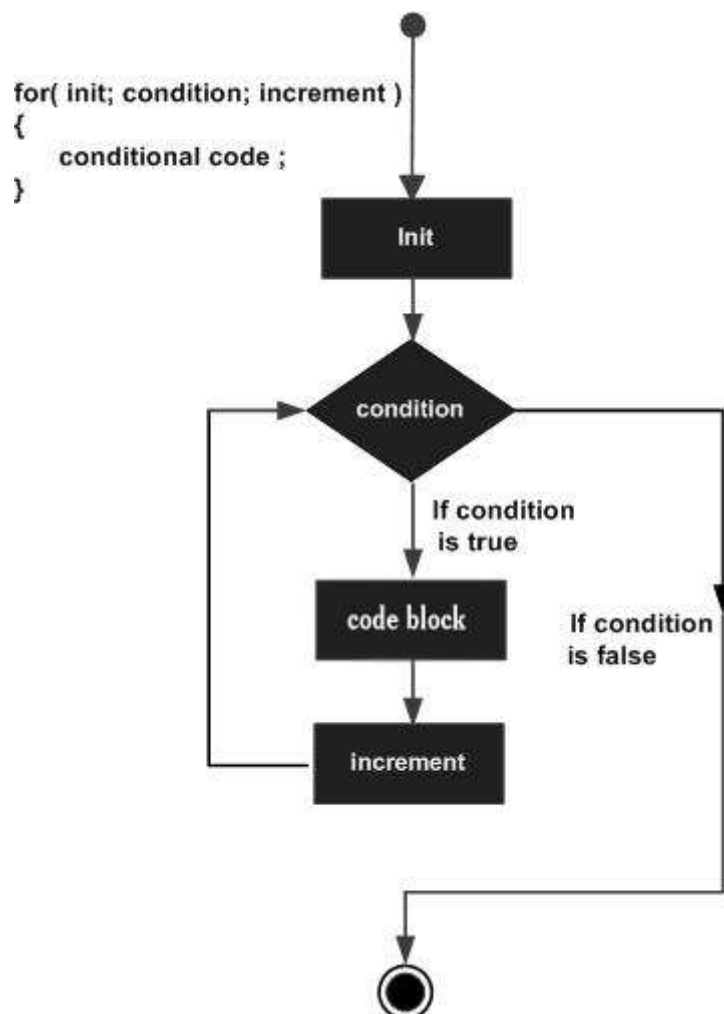 for( init; condition; increment )
{
conditional code ;
}
Init
condition
If condition
is true
code block
If condition
is false
increment